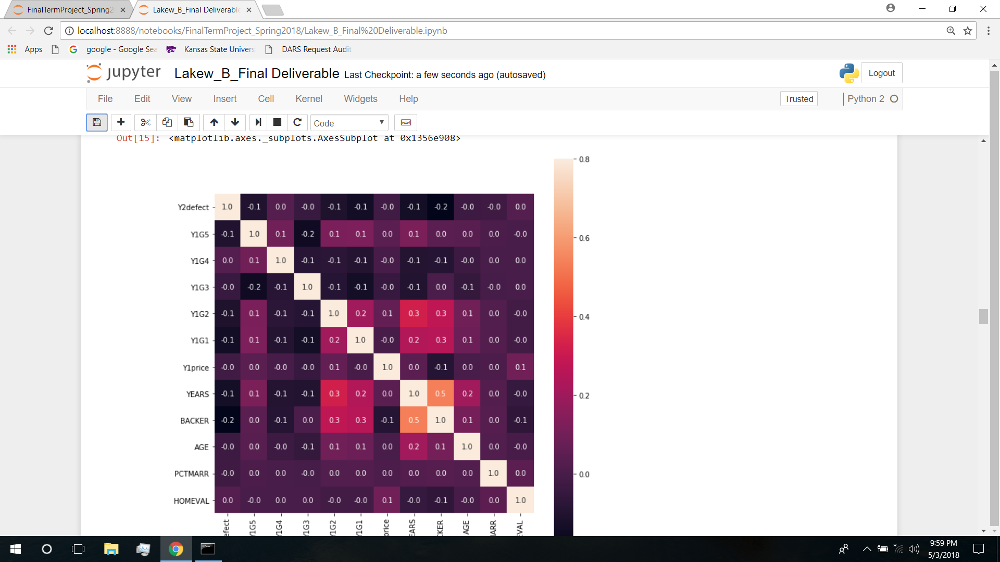 FinalTermProject_Spring2
Lakew_B_Final Deliverable
localhost:8888/notebooks/FinalTermProject_Spring2018/Lakew_B_Final%20Deliverable.ipynb
Apps google - Google Sea Kansas State Univers DARS Request Audit
jupyter Lakew_B_Final Deliverable Last Checkpoint: a few seconds ago (autosaved) Logout
File Edit View Insert Cell Kernel Widgets Help Trusted Python 2
Code
Out[15]: <matplotlib.axes._subplots.AxesSubplot at 0x1356e908>
0.8
Y2defect 1.0 -0.1 0.0 -0.0 -0.1 -0.1 -0.0 -0.1 -0.2 -0.0 -0.0 0.0
Y1G5 -0.1 1.0 0.1 -0.2 0.1 0.1 0.0 0.1 0.0 0.0 0.0 -0.0
0.6
Y1G4 0.0 0.1 1.0 -0.1 -0.1 -0.1 -0.0 -0.1 -0.1 -0.0 0.0 0.0
Y1G3 -0.0 -0.2 -0.1 1.0 -0.1 -0.1 -0.0 -0.1 0.0 -0.1 -0.0 0.0
Y1G2 -0.1 0.1 -0.1 -0.1 1.0 0.2 0.1 0.3 0.3 0.1 0.0 -0.0
0.4
Y1G1 -0.1 0.1 -0.1 -0.1 0.2 1.0 -0.0 0.2 0.3 0.1 0.0 -0.0
Y1price -0.0 0.0 -0.0 -0.0 0.1 -0.0 1.0 0.0 -0.1 0.0 0.0 0.1
YEARS -0.1 0.1 -0.1 -0.1 0.3 0.2 0.0 1.0 0.5 0.2 0.0 -0.0
0.2
BACKER -0.2 0.0 -0.1 0.0 0.3 0.3 -0.1 0.5 1.0 0.1 0.0 -0.1
AGE -0.0 0.0 -0.0 -0.1 0.1 0.1 0.0 0.2 0.1 1.0 0.0 -0.0
PCTMARR -0.0 0.0 0.0 -0.0 0.0 0.0 0.0 0.0 0.0 0.0 1.0 0.0
0.0
HOMEVAL 0.0 -0.0 0.0 0.0 -0.0 -0.0 0.1 -0.0 -0.1 -0.0 0.0 1.0
efect Y1G5 Y1G4 Y1G3 Y1G2 Y1G1 price EARS CKER AGE IARR EVAL
9:59 PM
5/3/2018